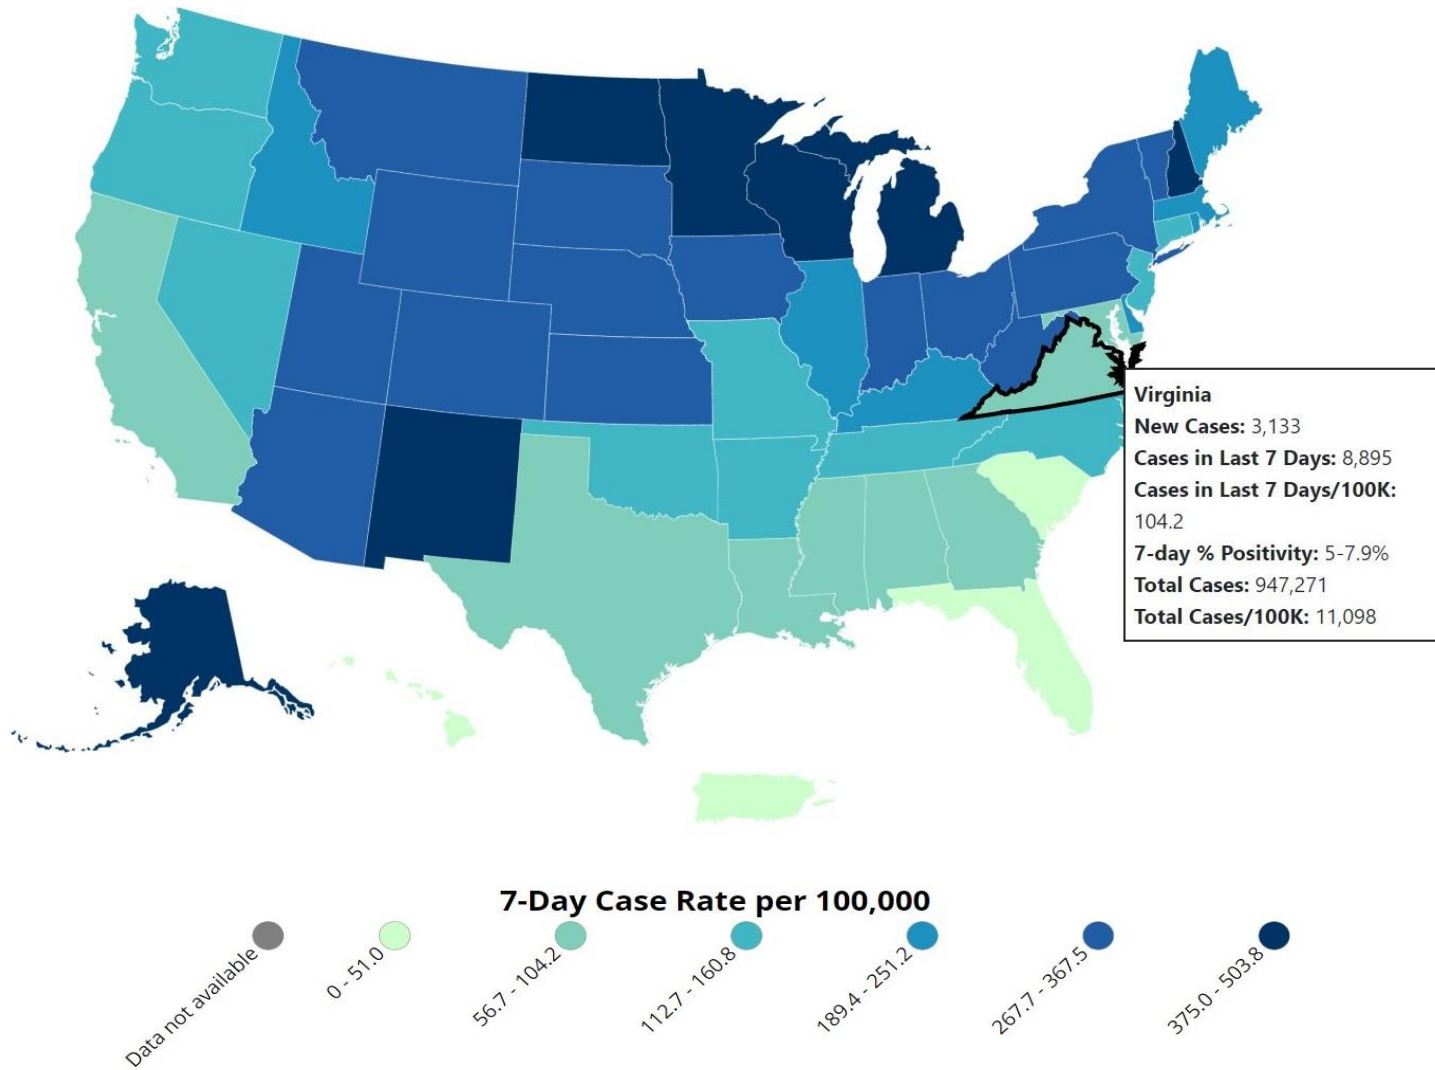 Virginia
New Cases: 3,133
Cases in Last 7 Days: 8,895
Cases in Last 7 Days/100K:
104.2
7-day % Positivity: 5-7.9%
Total Cases: 947,271
Total Cases/100K: 11,098
7-Day Case Rate per 100,000
Data not available
0 - 51.0
56.7 - 104.2
112.7 - 160.8
189.4 - 251.2
267.7 - 367.5
375.0 - 503.8